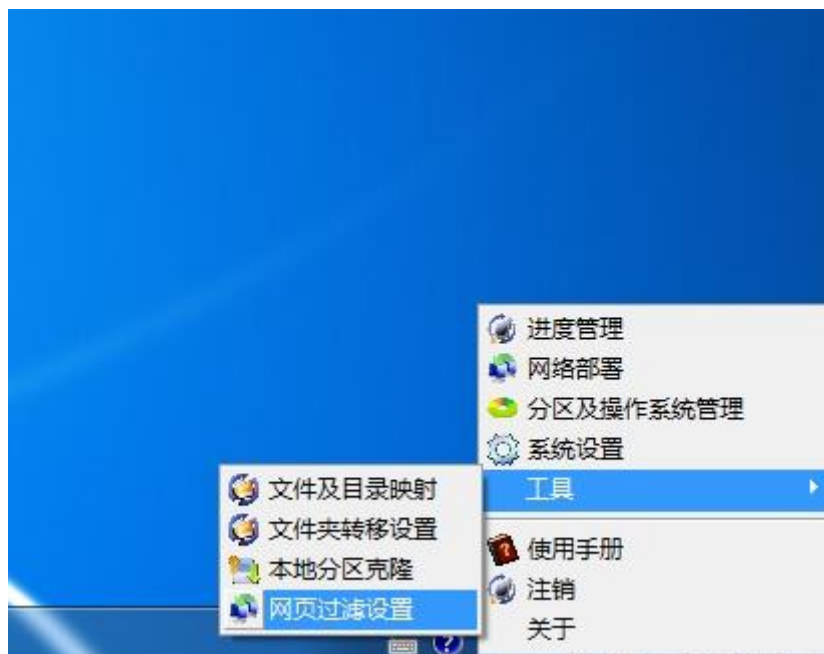 进度管理
网络部署
分区及操作系统管理
系统设置
工具
文件及目录映射
文件夹转移设置
本地分区克隆
网页过滤设置
使用手册
注销
关于